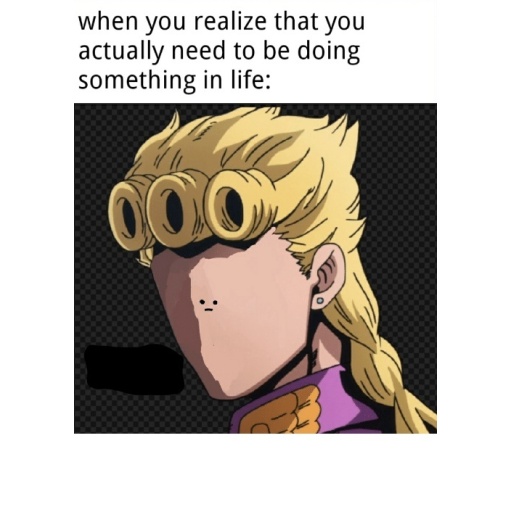 when you realize that you
actually need to be doing
something in life: